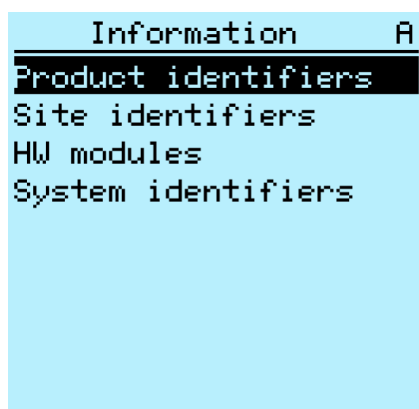 Information A
Product identifiers
Site identifiers
HW modules
System identifiers